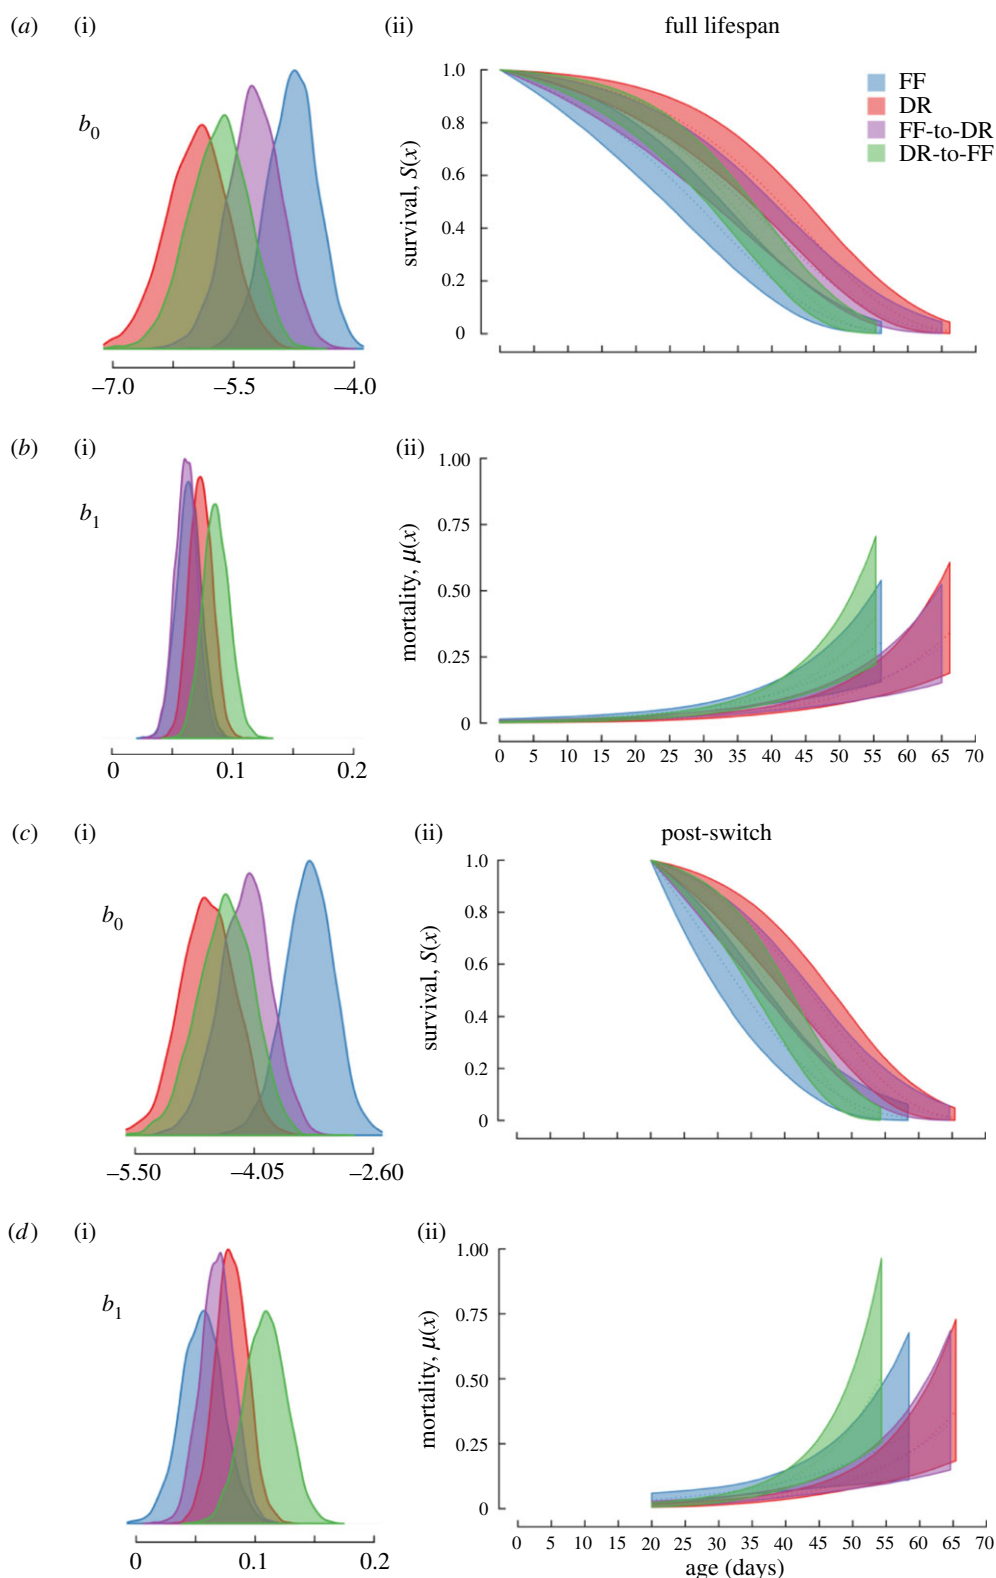 (a) (i) (ii) full lifespan
b0
survival, S(x)
1.0
0.8
0.6
0.4
0.2
0
FF
DR
FF-to-DR
DR-to-FF
–7.0 –5.5 –4.0
(b) (i) (ii)
b1
mortality, μ(x)
1.00
0.75
0.50
0.25
0
0 0.1 0.2
0 5 15 10 20 25 30 35 40 45 50 55 60 65 70
(c) (i) (ii) post-switch
b0
survival, S(x)
1.0
0.8
0.6
0.4
0.2
0
–5.50 –4.05 –2.60
(d) (i) (ii)
b1
mortality, μ(x)
1.00
0.75
0.50
0.25
0
0 0.1 0.2
0 5 15 10 20 25 30 35 40 45 50 55 60 65 70
age (days)